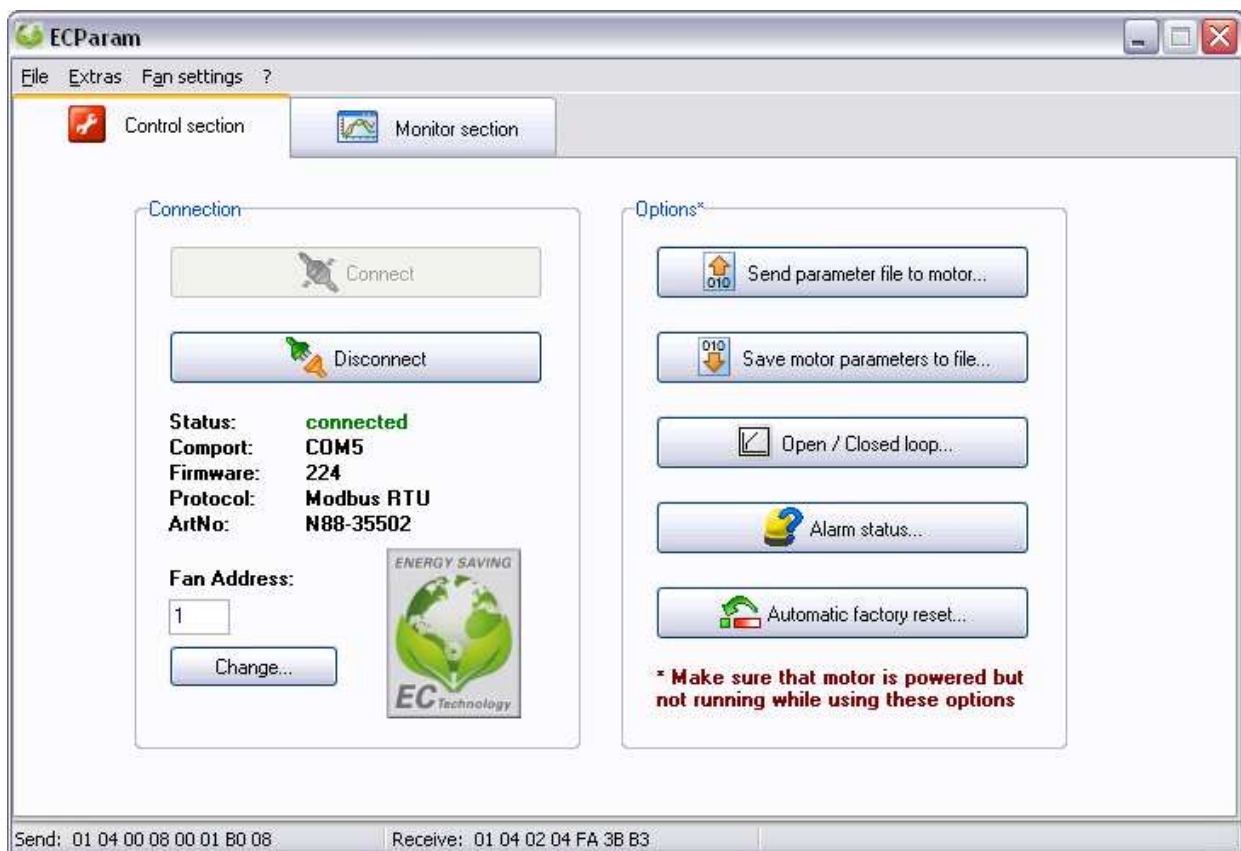 ECParam
File Extras Fan settings ?
Control section
Monitor section
Connection
Connect
Disconnect
Status: connected
Comport: COM5
Firmware: 224
Protocol: Modbus RTU
ArtNo: N88-35502
Fan Address:
1
Change...
ENERGY SAVING
EC Technology
Options*
010
Send parameter file to motor...
010
Save motor parameters to file...
Open / Closed loop...
Alarm status...
Automatic factory reset...
* Make sure that motor is powered but
not running while using these options
Send: 01 04 00 08 00 01 B0 08
Receive: 01 04 02 04 FA 3B B3